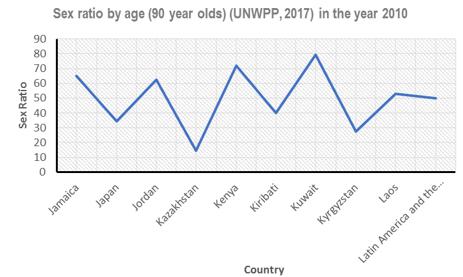 Sex ratio by age (90 year olds) (UNWPP, 2017) in the year 2010
90
80
70
60
50
40
30
20
10
0
Sex Ratio
Jamaica
Japan
Jordan
Kazakhstan
Kenya
Kiribati
Kuwait
Kyrgyzstan
Laos
Latin America and the...
Country